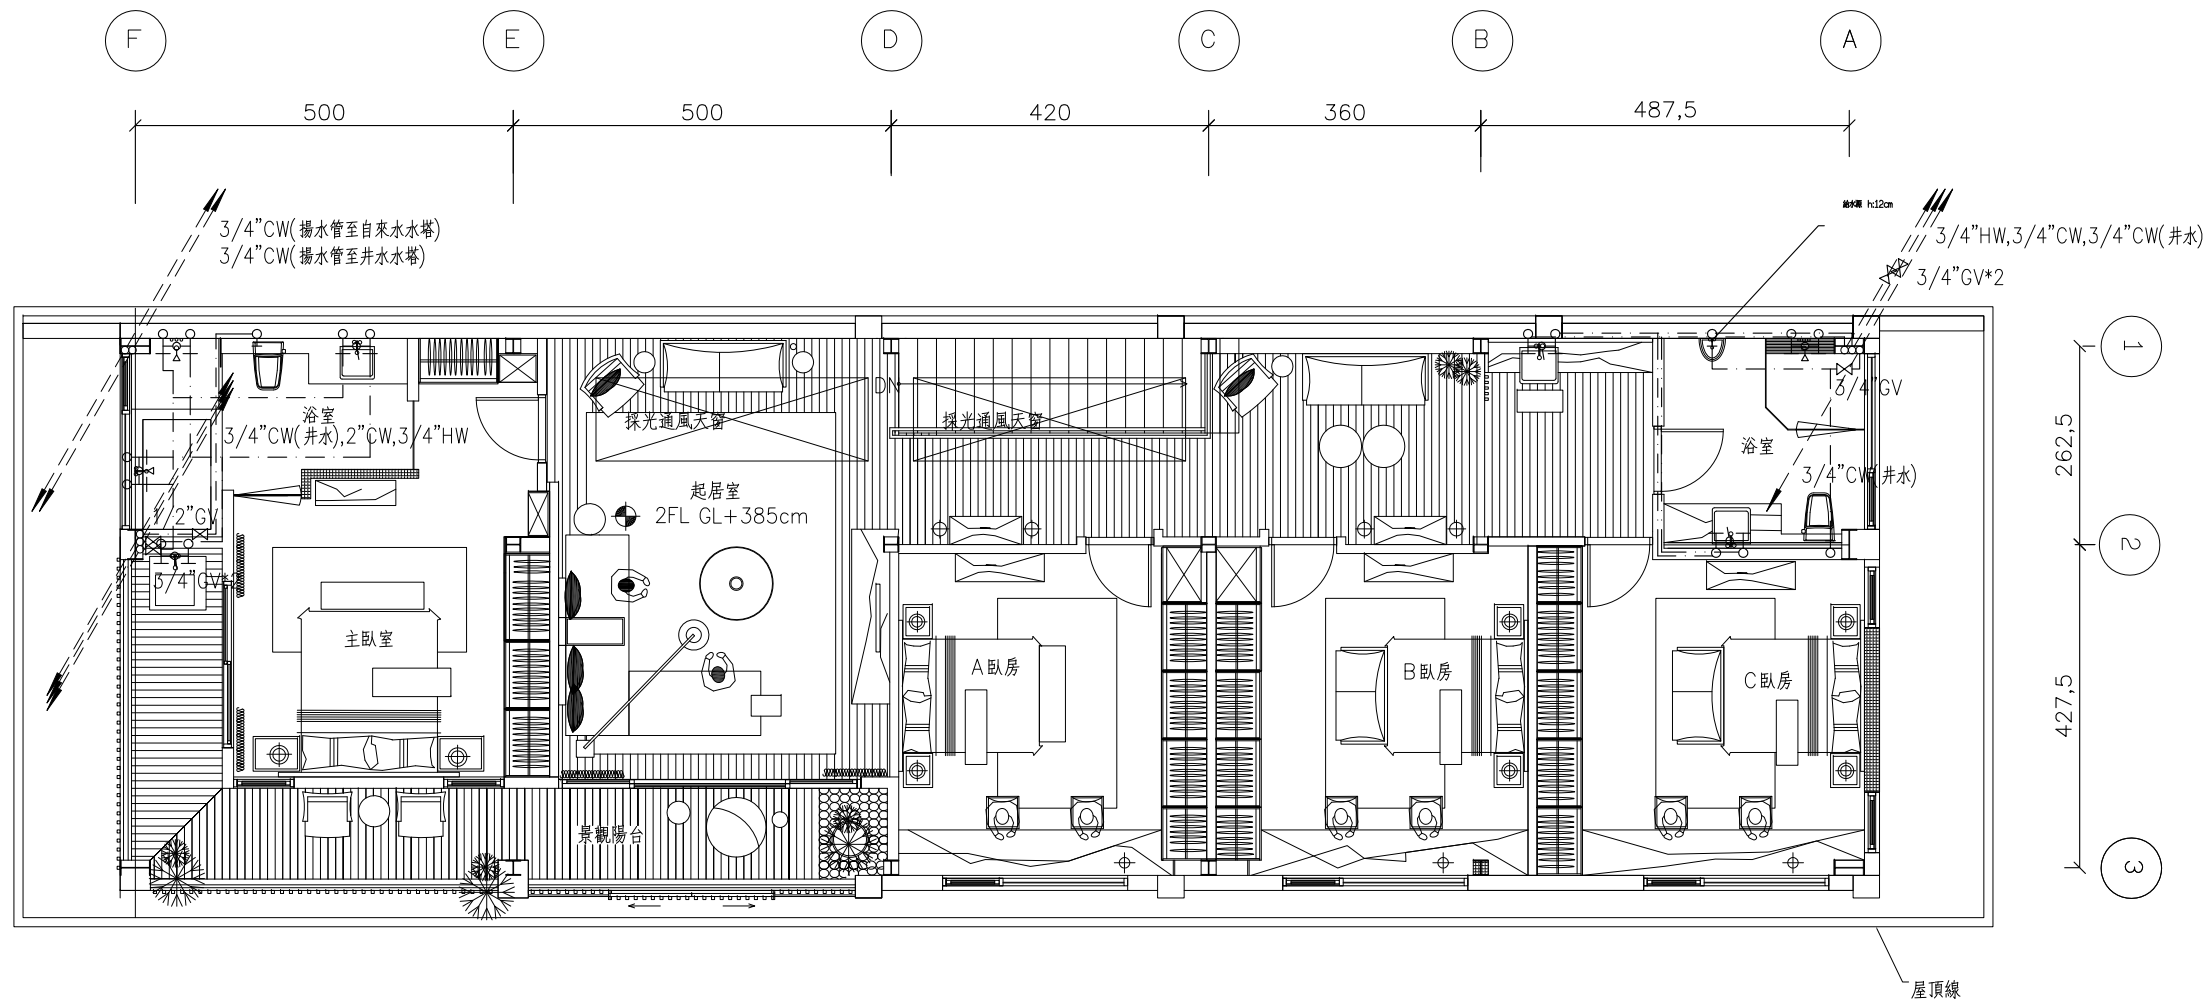 F E D C B A
500 500 420 360 487,5
3/4"CW(揚水管至自來水水塔)
3/4"CW(揚水管至井水水塔)
給水龍 h:12cm
3/4"HW,3/4"CW,3/4"CW(井水)
3/4"GV*2
1
DN
3/4"GV
浴室
採光通風天窗
採光通風天窗
3/4"CW(井水),2"CW,3/4"HW
浴室
262,5
3/4"CW(井水)
起居室
2FL GL+385cm
2
3/4"GV*2
主臥室
A臥房
B臥房
C臥房
427,5
景觀陽台
3
屋頂線